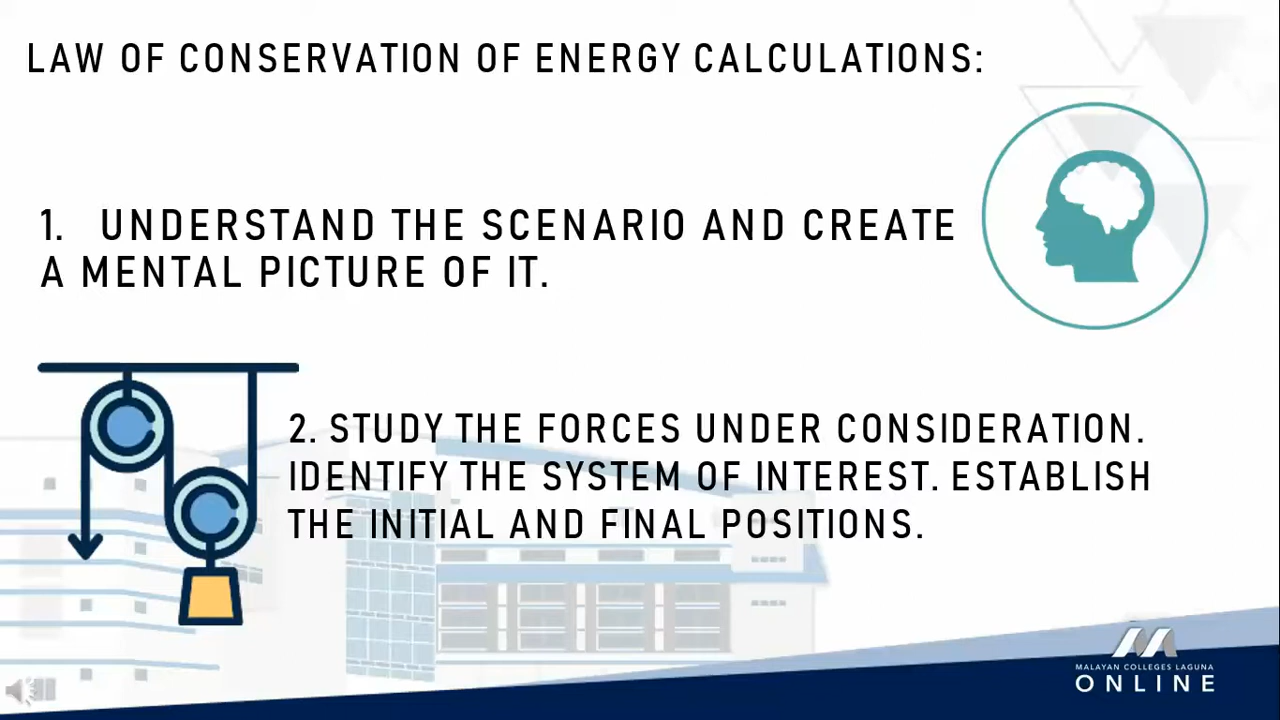 LAW OF CONSERVATION OF ENERGY CALCULATIONS:
1. UNDERSTAND THE SCENARIO AND CREATE
A MENTAL PICTURE OF IT.
2. STUDY THE FORCES UNDER CONSIDERATION.
IDENTIFY THE SYSTEM OF INTEREST. ESTABLISH
THE INITIAL AND FINAL POSITIONS.
MALAYAN COLLEGES LAGUNA
ONLINE